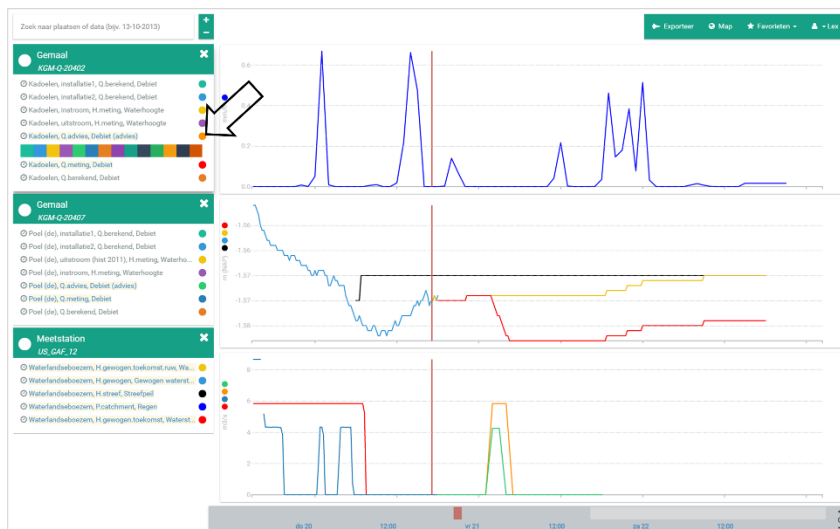 Zoek naar plaatsen of data (bijv. 13-10-2013)
+
−
Exporteer
Map
Favorieten
Lex
Gemaal
KGM-Q-20402
Kadoelen, installatie1, Q.berekend, Debiet
Kadoelen, installatie2, Q.berekend, Debiet
Kadoelen, instroom, H.meting, Waterhoogte
Kadoelen, uitstroom, H.meting, Waterhoogte
Kadoelen, Q.advies, Debiet (advies)
Kadoelen, Q.meting, Debiet
Kadoelen, Q.berekend, Debiet
Gemaal
KGM-Q-20407
Poel (de), installatie1, Q.berekend, Debiet
Poel (de), installatie2, Q.berekend, Debiet
Poel (de), uitstroom (hist 2011), H.meting, Waterho...
Poel (de), instroom, H.meting, Waterhoogte
Poel (de), Q.advies, Debiet (advies)
Poel (de), Q.meting, Debiet
Poel (de), Q.berekend, Debiet
Meetstation
US_GAF_12
Waterlandseboezem, H.gewogen.toekomst.ruw, Wa...
Waterlandseboezem, H.gewogen, Gewogen waterst...
Waterlandseboezem, H.streef, Streefpeil
Waterlandseboezem, P.catchment, Regen
Waterlandseboezem, H.gewogen.toekomst, Waterst...
0.6
0.4
0.2
0.0
-1.56
-1.56
-1.57
-1.57
-1.58
m (NAP)
8
6
4
2
0
m3/s
do 20
12:00
vr 21
12:00
za 22
12:00